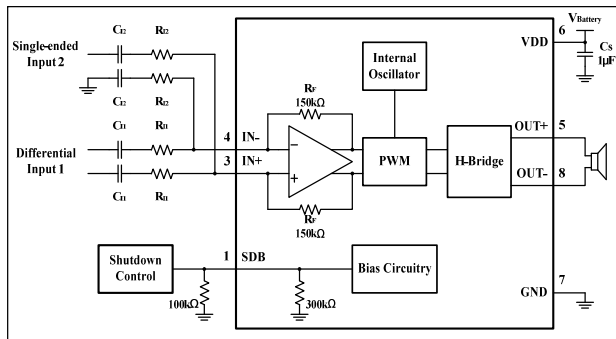 Single-ended
Input 2
CI2
RI2
CI2
RI2
Differential
Input 1
CI1
RI1
CI1
RI1
4
IN-
3
IN+
RF
150kΩ
−
+
RF
150kΩ
Internal
Oscillator
PWM
H-Bridge
VBattery
6
VDD
Cs
1μF
OUT+
5
OUT-
8
Shutdown
Control
1
SDB
100kΩ
300kΩ
Bias Circuitry
7
GND